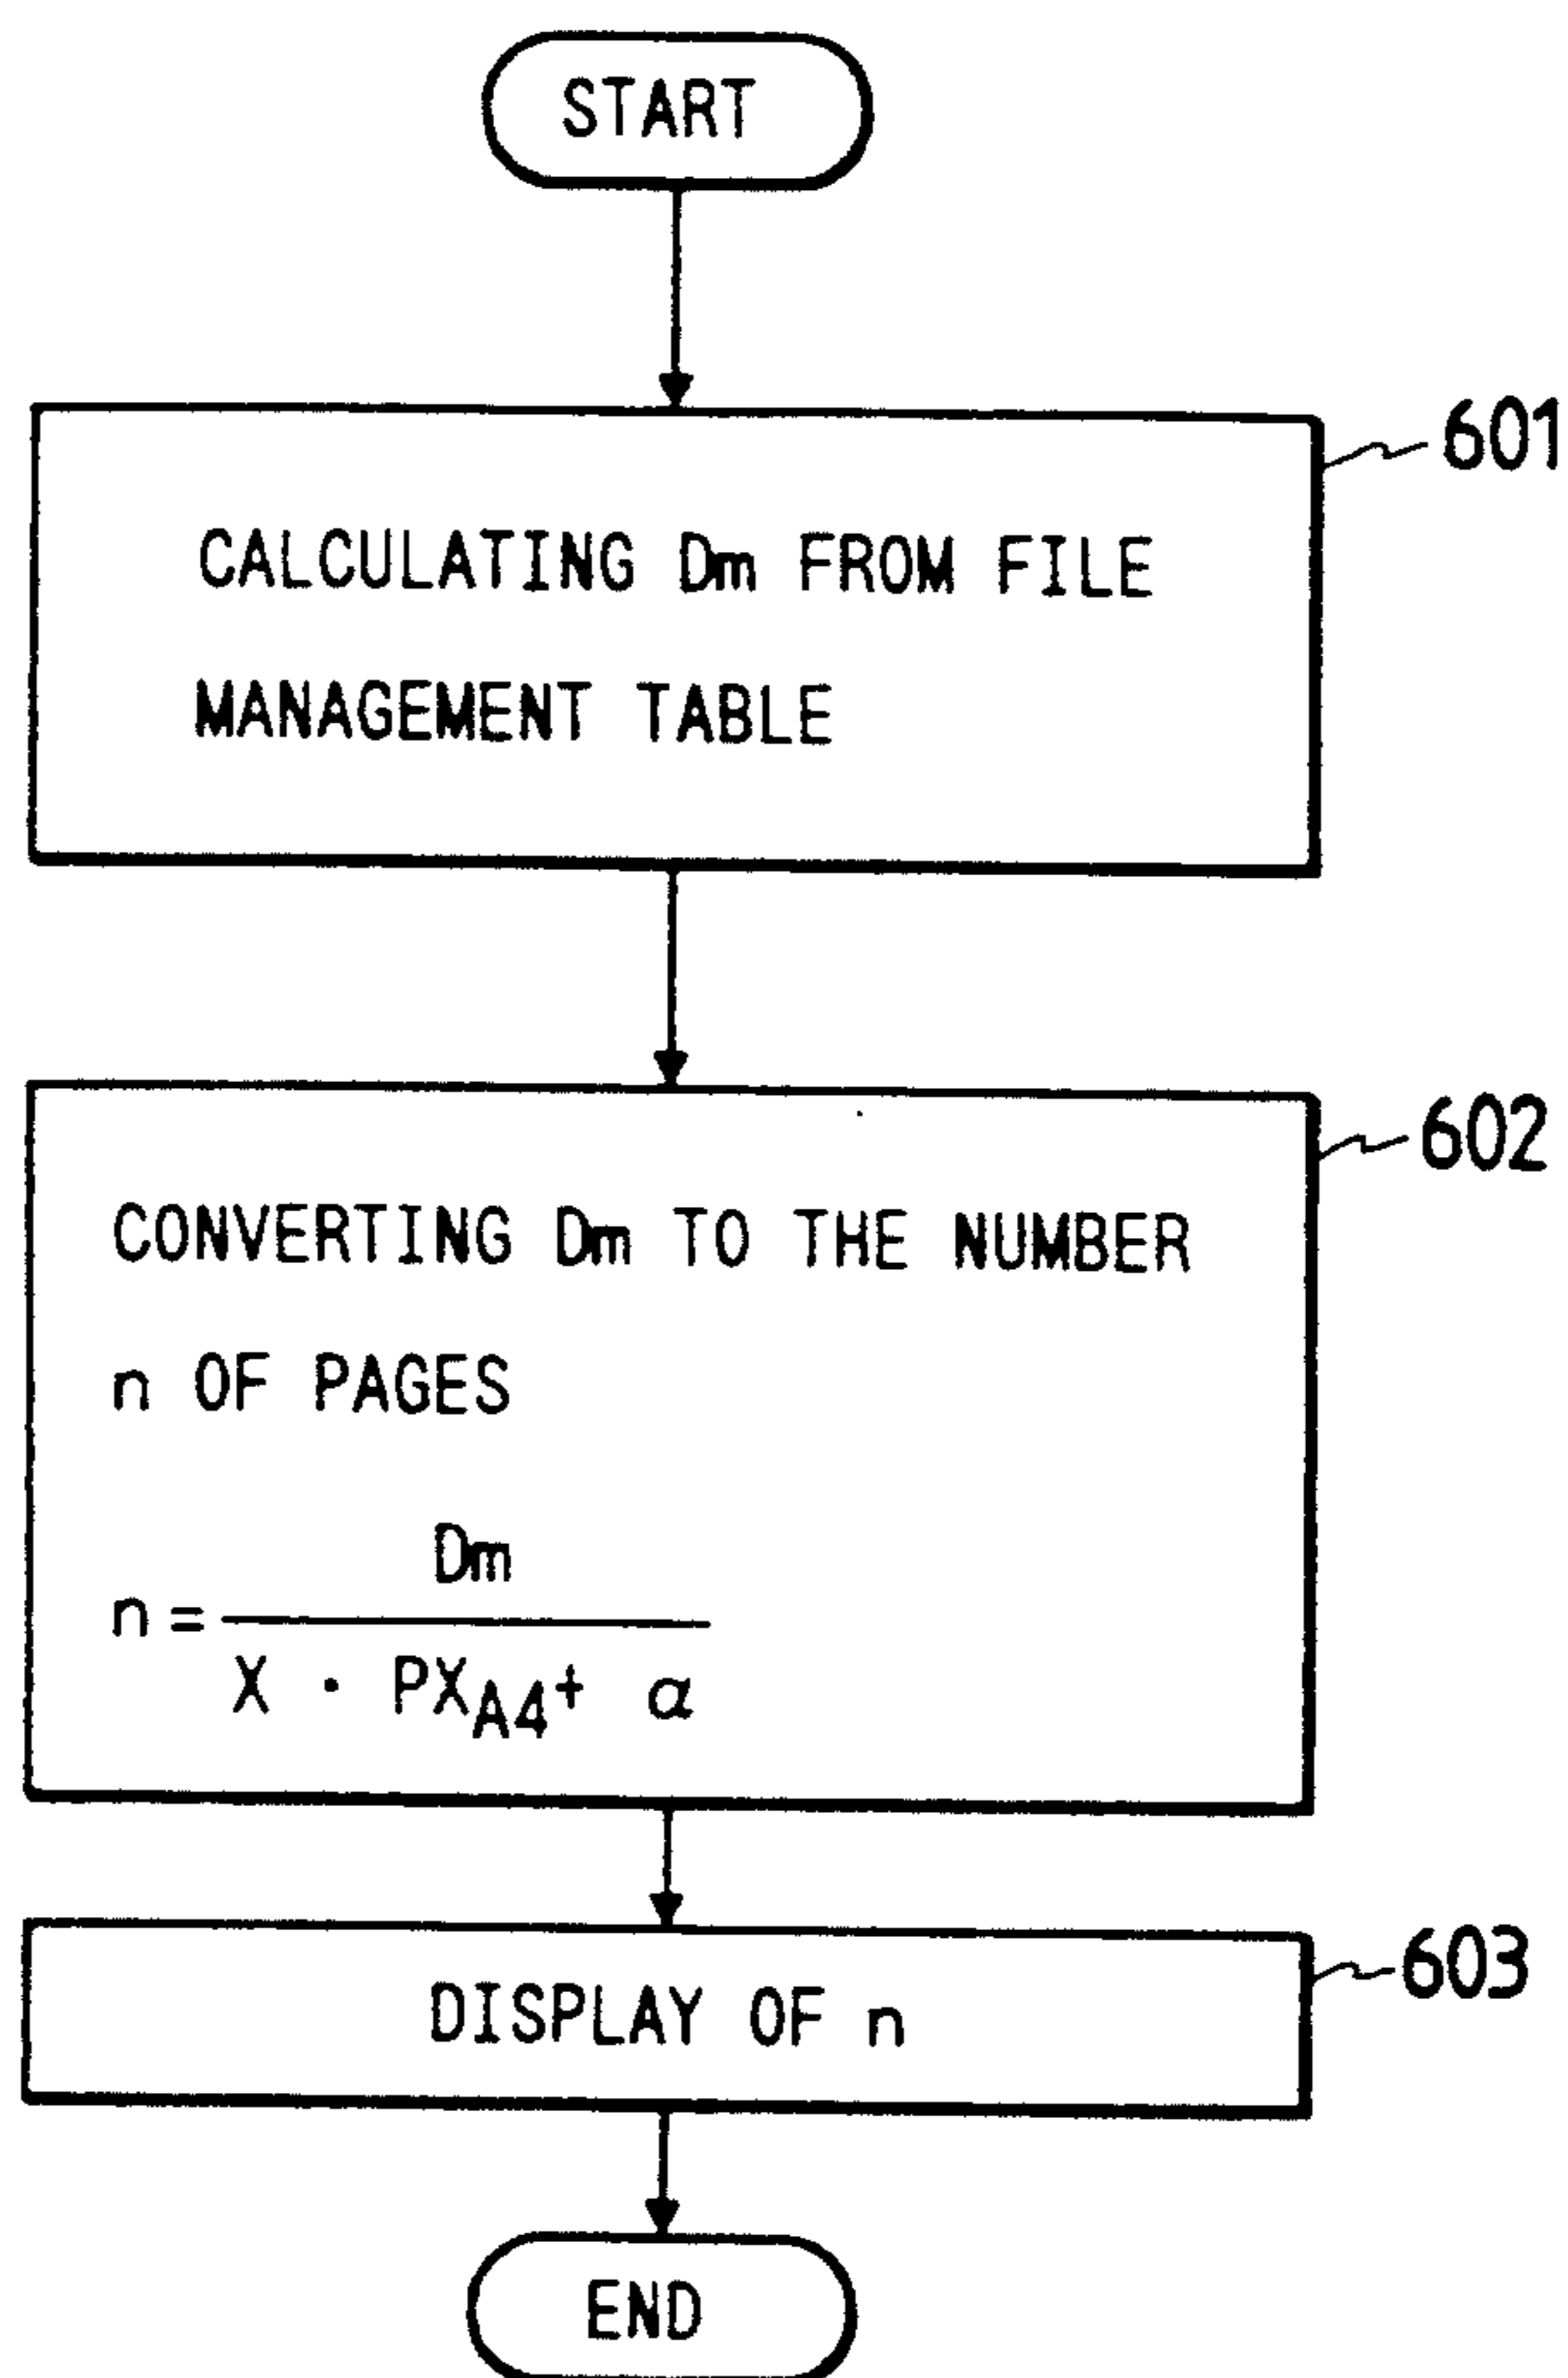 START
601
CALCULATING Dm FROM FILE
MANAGEMENT TABLE
602
CONVERTING Dm TO THE NUMBER
n OF PAGES
Dm
n =
X · PXA4+ α
603
DISPLAY OF n
END